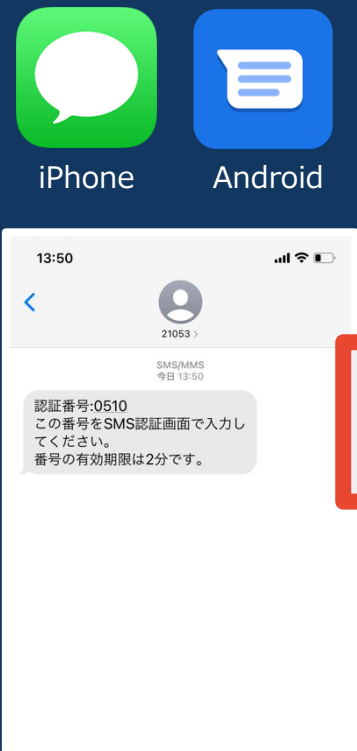 iPhone Android
13:50
21053 >
SMS/MMS
今日 13:50
認証番号:0510
この番号をSMS認証画面で入力し
てください。
番号の有効期限は2分です。